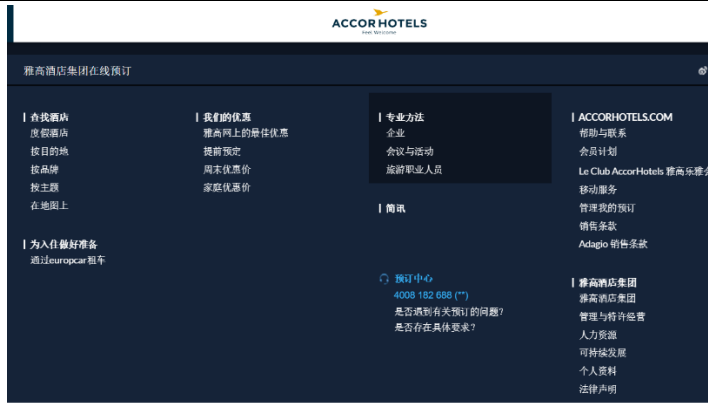 ACCORHOTELS
Feel Welcome
雅高酒店集团在线预订
查找酒店
度假酒店
按目的地
按品牌
按主题
在地图上
为入住做好准备
通过europcar租车
我们的优惠
雅高网上的最佳优惠
提前预定
周末优惠价
家庭优惠价
专业方法
企业
会议与活动
旅游职业人员
简讯
预订中心
4008 182 688 (**)
是否遇到有关预订的问题?
是否存在具体要求?
ACCORHOTELS.COM
帮助与联系
会员计划
Le Club AccorHotels 雅高乐雅会
移动服务
管理我的预订
销售条款
Adagio 销售条款
雅高酒店集团
雅高酒店集团
管理与特许经营
人力资源
可持续发展
个人资料
法律声明